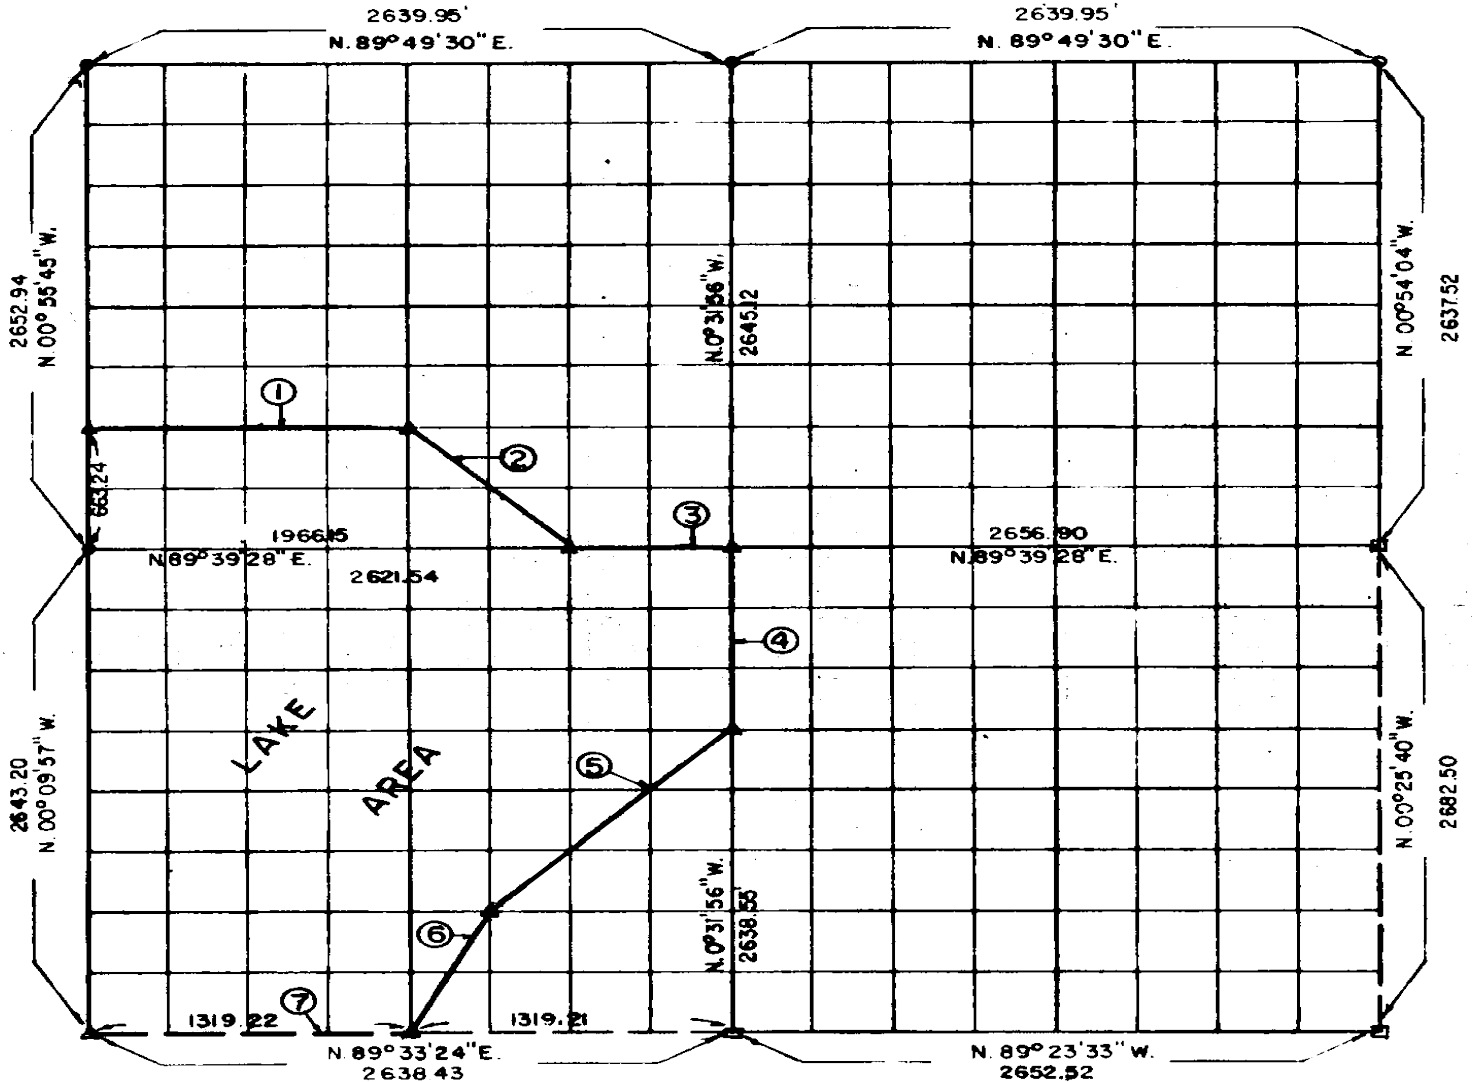 2639.95'
N. 89° 49' 30" E.
2639.95'
N. 89° 49' 30" E.
2652.94
N. 00° 55' 45" W.
N. 0° 31' 56" W.
2645.12
N. 00° 54' 04" W.
2637.52
1
2
3
663.24
1966.15
N. 89° 39' 28" E.
2621.54
2656.90
N. 89° 39' 28" E.
4
LAKE
AREA
5
2643.20
N. 00° 09' 57" W.
N. 0° 31' 56" W.
2638.55'
N. 00° 25' 40" W.
2682.50
6
7
1319.22
1319.21
N. 89° 33' 24" E.
2638.43
N. 89° 23' 33" W.
2652.52